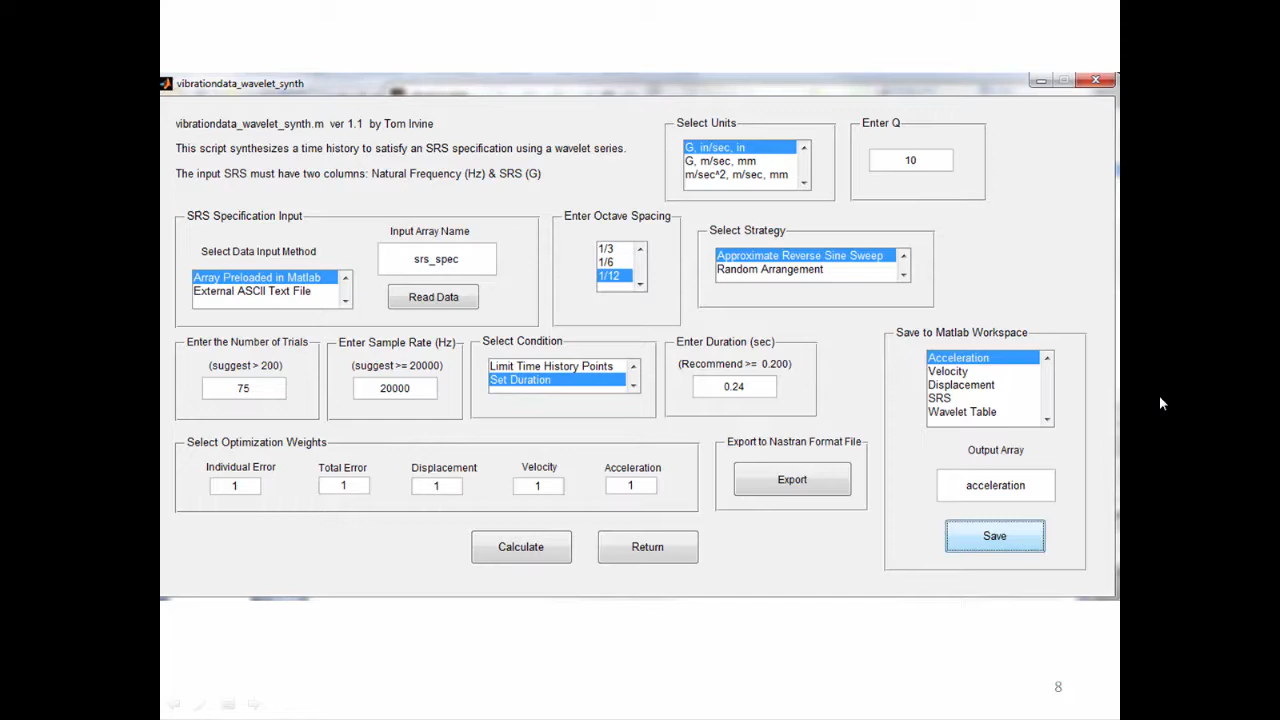 vibrationdata_wavelet_synth
vibrationdata_wavelet_synth.m ver 1.1 by Tom Irvine
This script synthesizes a time history to satisfy an SRS specification using a wavelet series.
The input SRS must have two columns: Natural Frequency (Hz) & SRS (G)
Select Units
G, in/sec, in
G, m/sec, mm
m/sec^2, m/sec, mm
Enter Q
10
SRS Specification Input
Select Data Input Method
Array Preloaded in Matlab
External ASCII Text File
Input Array Name
srs_spec
Read Data
Enter Octave Spacing
1/3
1/6
1/12
Select Strategy
Approximate Reverse Sine Sweep
Random Arrangement
Enter the Number of Trials
(suggest > 200)
75
Enter Sample Rate (Hz)
(suggest >= 20000)
20000
Select Condition
Limit Time History Points
Set Duration
Enter Duration (sec)
(Recommend >= 0.200)
0.24
Save to Matlab Workspace
Acceleration
Velocity
Displacement
SRS
Wavelet Table
Output Array
acceleration
Save
Select Optimization Weights
Individual Error
1
Total Error
1
Displacement
1
Velocity
1
Acceleration
1
Export to Nastran Format File
Export
Calculate
Return
8